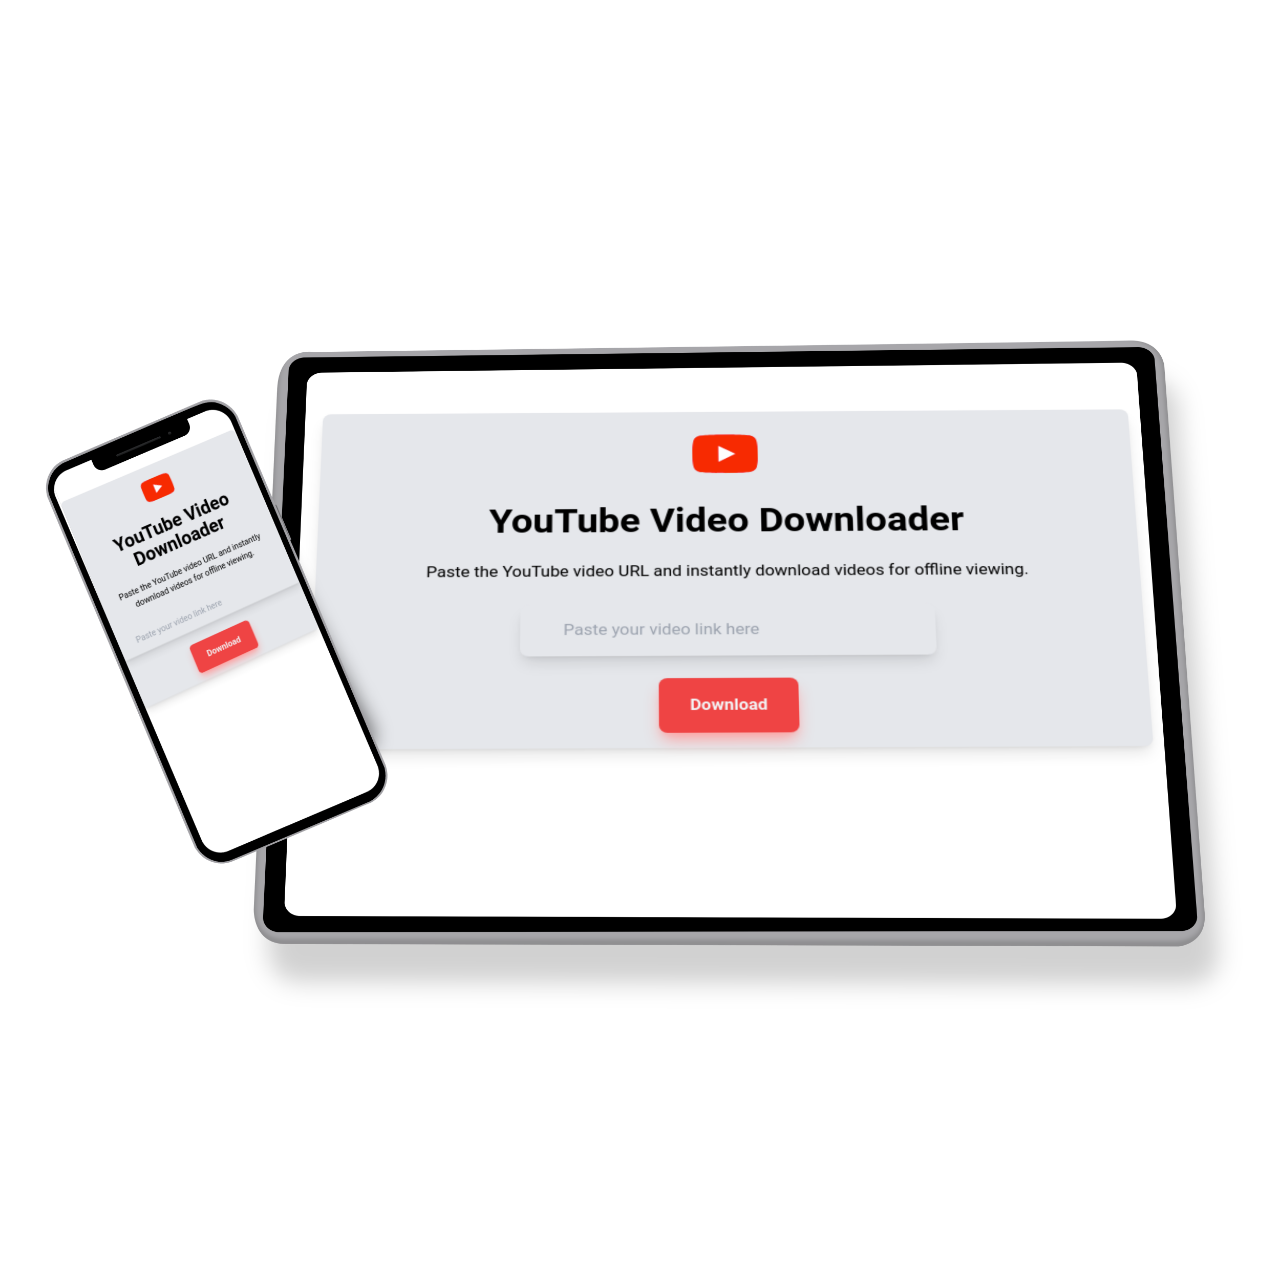 YouTube Video
Downloader
Paste the YouTube video URL and instantly
download videos for offline viewing.
Paste your video link here
Download
YouTube Video Downloader
Paste the YouTube video URL and instantly download videos for offline viewing.
Paste your video link here
Download